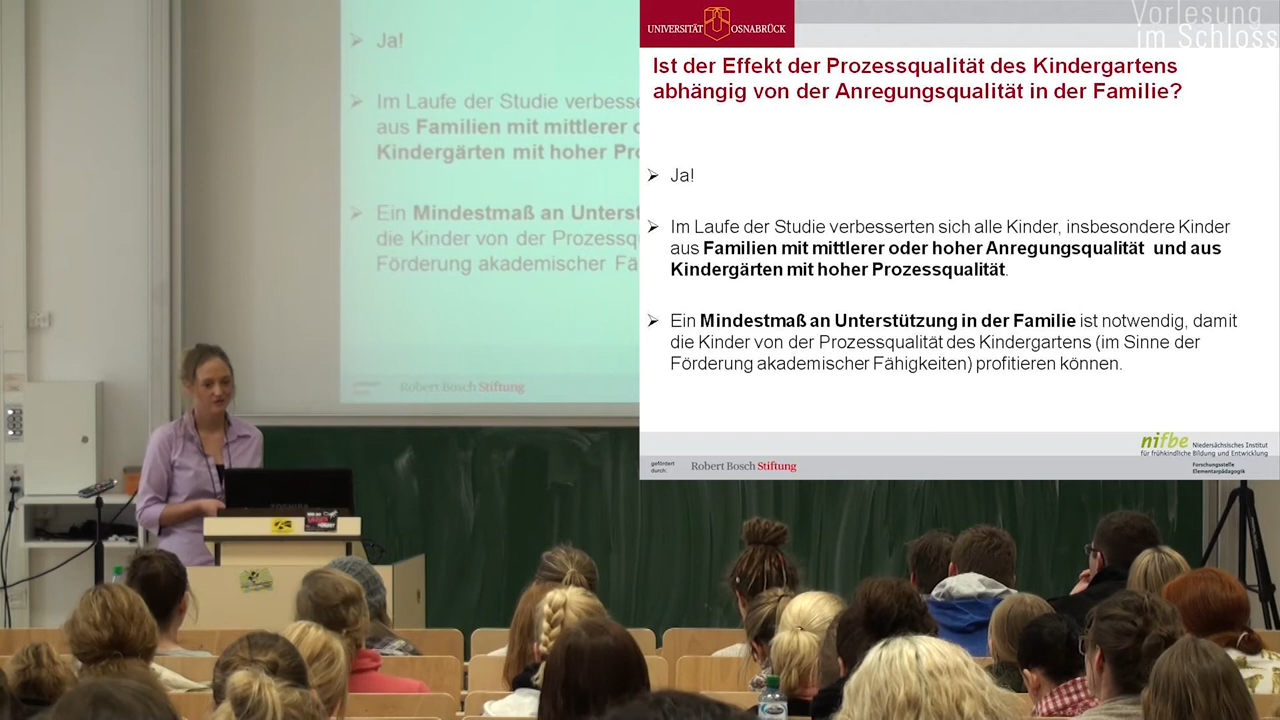 Ja!
Im Laufe der Studie verbesse
aus Familien mit mittlerer o
Kindergärten mit hoher Pro
Ein Mindestmaß an Unterst
die Kinder von der Prozessq
Förderung akademischer Fä
Robert Bosch Stiftung
UNIVERSITÄT OSNABRÜCK
Vorlesung
im Schloss
Ist der Effekt der Prozessqualität des Kindergartens
abhängig von der Anregungsqualität in der Familie?
Ja!
Im Laufe der Studie verbesserten sich alle Kinder, insbesondere Kinder
aus Familien mit mittlerer oder hoher Anregungsqualität und aus
Kindergärten mit hoher Prozessqualität.
Ein Mindestmaß an Unterstützung in der Familie ist notwendig, damit
die Kinder von der Prozessqualität des Kindergartens (im Sinne der
Förderung akademischer Fähigkeiten) profitieren können.
gefördert
durch:
Robert Bosch Stiftung
nifbe
Niedersächsisches Institut
für frühkindliche Bildung und Entwicklung
Forschungsstelle
Elementarpädagogik
TOSHIBA